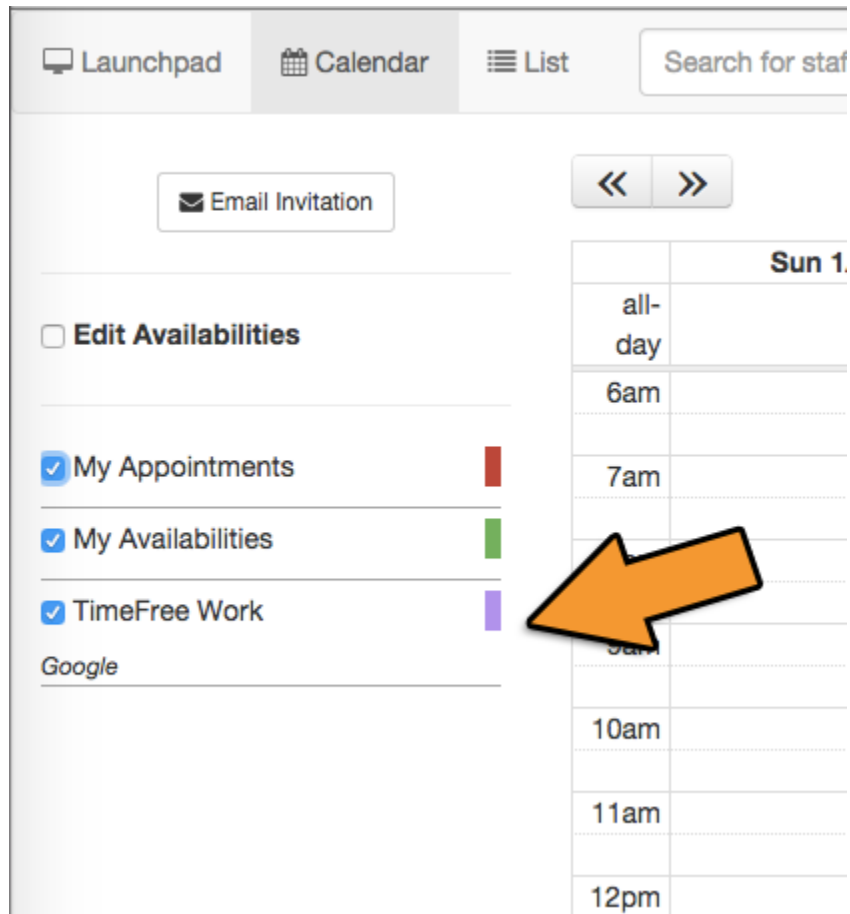 Launchpad Calendar List Search for staf
Email Invitation
Sun 1
all-
day
Edit Availabilities
6am
My Appointments
7am
My Availabilities
TimeFree Work
9am
Google
10am
11am
12pm